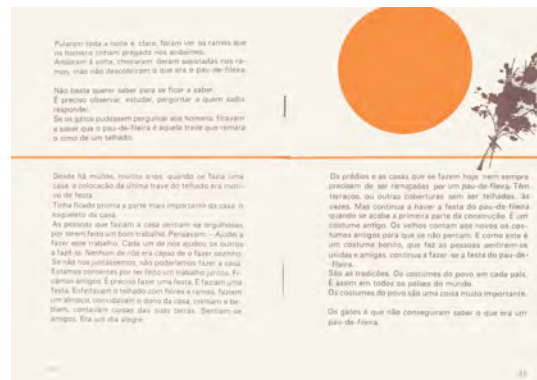 Pularam toda a noite e, claro, foram ver os ramos que
os homens tinham pregado nos andaimes.
Andaram à volta, cheiraram, deram sapatadas nos ra-
mos, mas não descobriram o que era o pau-de-fileira.
Não basta querer saber para se ficar a saber.
É preciso observar, estudar, perguntar a quem saiba
responder.
Se os gatos pudessem perguntar aos homens, ficavam
a saber que o pau-de-fileira é aquela trave que remata
o cimo de um telhado.
Desde há muitos, muitos anos, quando se fazia uma
casa, a colocação da última trave do telhado era moti-
vo de festa.
Tinha ficado pronta a parte mais importante da casa: o
esqueleto da casa.
As pessoas que faziam a casa sentiam-se orgulhosas
por terem feito um bom trabalho. Pensavam: – Ajudei a
fazer este trabalho. Cada um de nós ajudou os outros
a fazê-lo. Nenhum de nós era capaz de o fazer sozinho.
Se não nos juntássemos, não poderíamos fazer a casa.
Estamos contentes por ter feito um trabalho juntos. Fi-
cámos amigos. É preciso fazer uma festa. E faziam uma
festa. Enfeitavam o telhado com flores e ramos, faziam
um almoço, convidavam o dono da casa, comiam e be-
biam, contavam coisas das suas terras. Sentiam-se
amigos. Era um dia alegre.
Os prédios e as casas que se fazem hoje nem sempre
precisam de ser rematadas por um pau-de-fileira. Têm
terraços, ou outras coberturas sem ser telhados, às
vezes. Mas continua a haver a festa do pau-de-fileira
quando se acaba a primeira parte da construção. É um
costume antigo. Os velhos contam aos novos os cos-
tumes antigos para que se não percam. E como este é
um costume bonito, que faz as pessoas sentirem-se
unidas e amigas, continua a fazer-se a festa do pau-de-
-fileira.
São as tradições. Os costumes do povo em cada país.
É assim em todos os países do mundo.
Os costumes do povo são uma coisa muito importante.
Os gatos é que não conseguiram saber o que era um
pau-de-fileira.